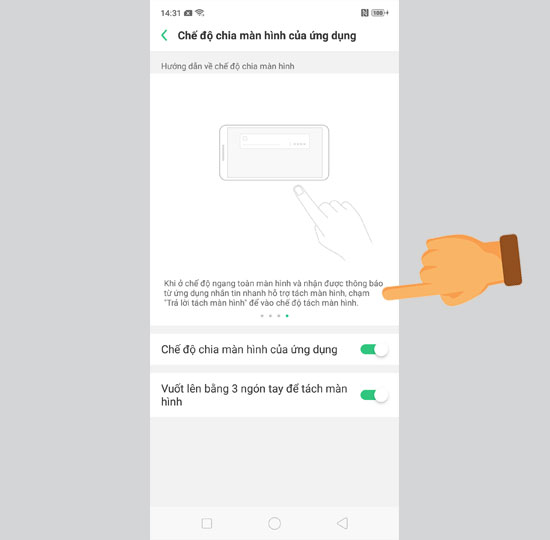 14:31
100
Chế độ chia màn hình của ứng dụng
Hướng dẫn về chế độ chia màn hình
Khi ở chế độ ngang toàn màn hình và nhận được thông báo
từ ứng dụng nhắn tin nhanh hỗ trợ tách màn hình, chạm
"Trả lời tách màn hình" để vào chế độ tách màn hình.
Chế độ chia màn hình của ứng dụng
Vuốt lên bằng 3 ngón tay để tách màn
hình